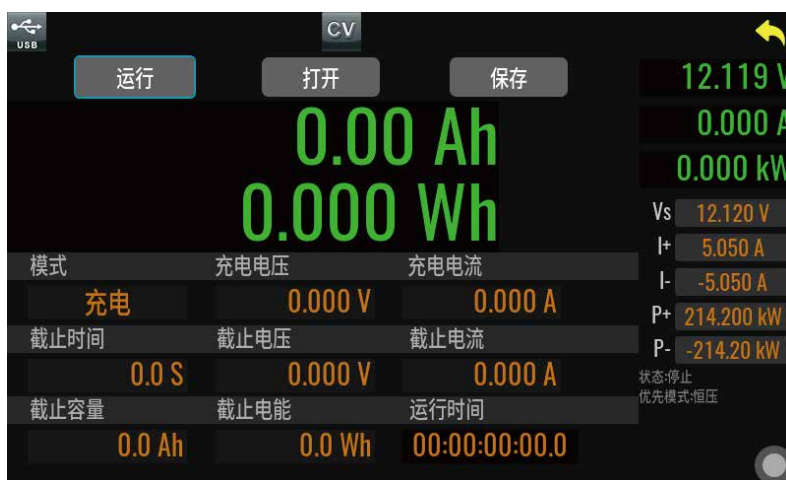 USB
CV
运行 打开 保存
12.119 V
0.000 A
0.000 kW
0.00 Ah
0.000 Wh
Vs 12.120 V
I+ 5.050 A
I- -5.050 A
P+ 214.200 kW
P- -214.20 kW
状态:停止
优先模式:恒压
模式 充电电压 充电电流
充电 0.000 V 0.000 A
截止时间 截止电压 截止电流
0.0 S 0.000 V 0.000 A
截止容量 截止电能 运行时间
0.0 Ah 0.0 Wh 00:00:00:00.0